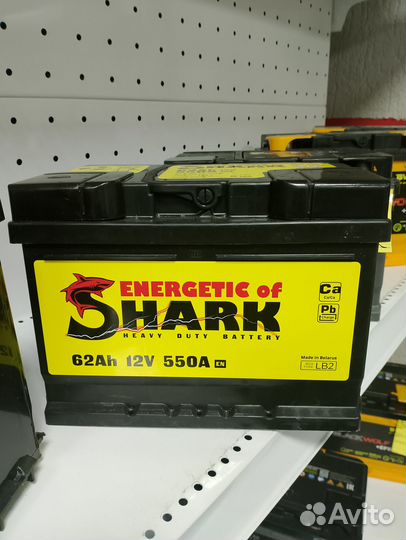 ENERGETIC of
SHARK
HEAVY DUTY BATTERY
62Ah 12V 550A EN
Ca
Ca/Ca
Pb
Charged
Made in Belarus
LB2
Avito